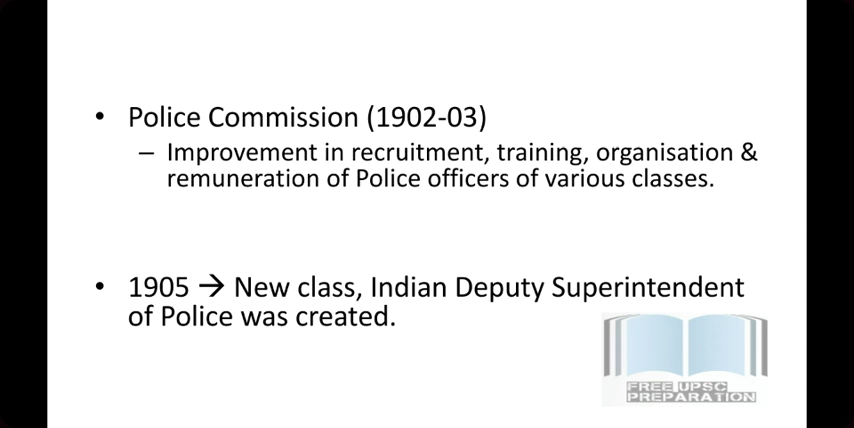 • Police Commission (1902-03)
– Improvement in recruitment, training, organisation &
remuneration of Police officers of various classes.
• 1905 → New class, Indian Deputy Superintendent
of Police was created.
FREE UPSC
PREPARATION